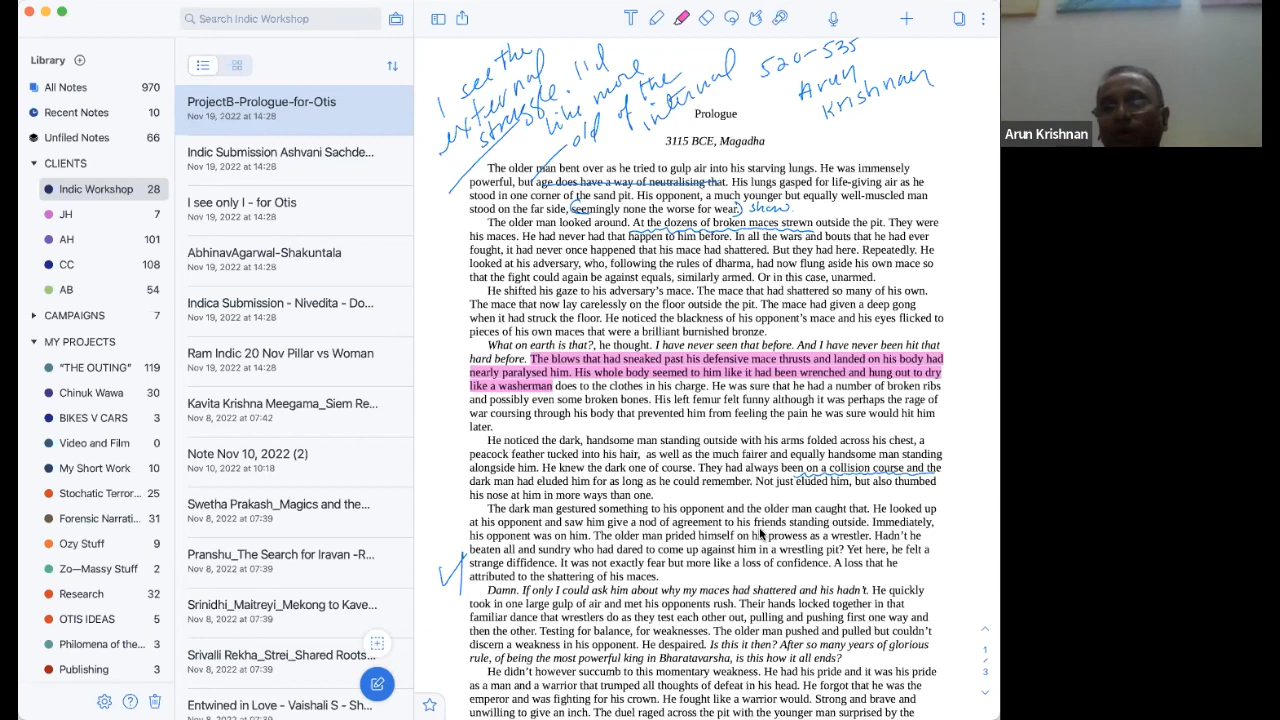 Search Indic Workshop
Library
All Notes 970
Recent Notes 10
Unfiled Notes 66
CLIENTS
Indic Workshop 28
JH 7
AH 101
CC 108
AB 54
CAMPAIGNS 7
MY PROJECTS
“THE OUTING” 119
Chinuk Wawa 30
BIKES V CARS 3
Video and Film 0
My Short Work 10
Stochastic Terror... 25
Forensic Narrati... 31
Ozy Stuff 6
Zo—Massy Stuff 2
Research 32
OTIS IDEAS 5
Philomena of the... 3
Publishing 3
ProjectB-Prologue-for-Otis
Nov 19, 2022 at 14:28
Indic Submission Ashvani Sachde...
Nov 19, 2022 at 14:28
I see only I - for Otis
Nov 19, 2022 at 14:28
AbhinavAgarwal-Shakuntala
Nov 19, 2022 at 14:28
Indica Submission - Nivedita - Do...
Nov 19, 2022 at 14:28
Ram Indic 20 Nov Pillar vs Woman
Nov 19, 2022 at 14:28
Kavita Krishna Meegama_Siem Re...
Nov 8, 2022 at 07:42
Note Nov 10, 2022 (2)
Nov 10, 2022 at 10:18
Swetha Prakash_Magics and the...
Nov 8, 2022 at 07:39
Pranshu_The Search for Iravan -R...
Nov 8, 2022 at 07:39
Srinidhi_Maitreyi_Mekong to Kave...
Nov 8, 2022 at 07:39
Srivalli Rekha_Strei_Shared Roots...
Nov 8, 2022 at 07:39
Entwined in Love - Vaishali S - Sh...
Nov 8, 2022 at 07:39
I see the
external
struggle. I'd
like more
old of the
internal
520-535
Arun
Krishnan
Prologue
3115 BCE, Magadha
The older man bent over as he tried to gulp air into his starving lungs. He was immensely
powerful, but age does have a way of neutralising that. His lungs gasped for life-giving air as he
stood in one corner of the sand pit. His opponent, a much younger but equally well-muscled man
stood on the far side, seemingly none the worse for wear. show.
The older man looked around. At the dozens of broken maces strewn outside the pit. They were
his maces. He had never had that happen to him before. In all the wars and bouts that he had ever
fought, it had never once happened that his mace had shattered. But they had here. Repeatedly. He
looked at his adversary, who, following the rules of dharma, had now flung aside his own mace so
that the fight could again be against equals, similarly armed. Or in this case, unarmed.
He shifted his gaze to his adversary’s mace. The mace that had shattered so many of his own.
The mace that now lay carelessly on the floor outside the pit. The mace had given a deep gong
when it had struck the floor. He noticed the blackness of his opponent’s mace and his eyes flicked to
pieces of his own maces that were a brilliant burnished bronze.
What on earth is that?, he thought. I have never seen that before. And I have never been hit that
hard before. The blows that had sneaked past his defensive mace thrusts and landed on his body had
nearly paralysed him. His whole body seemed to him like it had been wrenched and hung out to dry
like a washerman does to the clothes in his charge. He was sure that he had a number of broken ribs
and possibly even some broken bones. His left femur felt funny although it was perhaps the rage of
war coursing through his body that prevented him from feeling the pain he was sure would hit him
later.
He noticed the dark, handsome man standing outside with his arms folded across his chest, a
peacock feather tucked into his hair, as well as the much fairer and equally handsome man standing
alongside him. He knew the dark one of course. They had always been on a collision course and the
dark man had eluded him for as long as he could remember. Not just eluded him, but also thumbed
his nose at him in more ways than one.
The dark man gestured something to his opponent and the older man caught that. He looked up
at his opponent and saw him give a nod of agreement to his friends standing outside. Immediately,
his opponent was on him. The older man prided himself on his prowess as a wrestler. Hadn’t he
beaten all and sundry who had dared to come up against him in a wrestling pit? Yet here, he felt a
strange diffidence. It was not exactly fear but more like a loss of confidence. A loss that he
attributed to the shattering of his maces.
Damn. If only I could ask him about why my maces had shattered and his hadn’t. He quickly
took in one large gulp of air and met his opponents rush. Their hands locked together in that
familiar dance that wrestlers do as they test each other out, pulling and pushing first one way and
then the other. Testing for balance, for weaknesses. The older man pushed and pulled but couldn’t
discern a weakness in his opponent. He despaired. Is this it then? After so many years of glorious
rule, of being the most powerful king in Bharatavarsha, is this how it all ends?
He didn’t however succumb to this momentary weakness. He had his pride and it was his pride
as a man and a warrior that trumped all thoughts of defeat in his head. He forgot that he was the
emperor and was fighting for his crown. He fought like a warrior would. Strong and brave and
unwilling to give an inch. The duel raged across the pit with the younger man surprised by the
1
3
Arun Krishnan